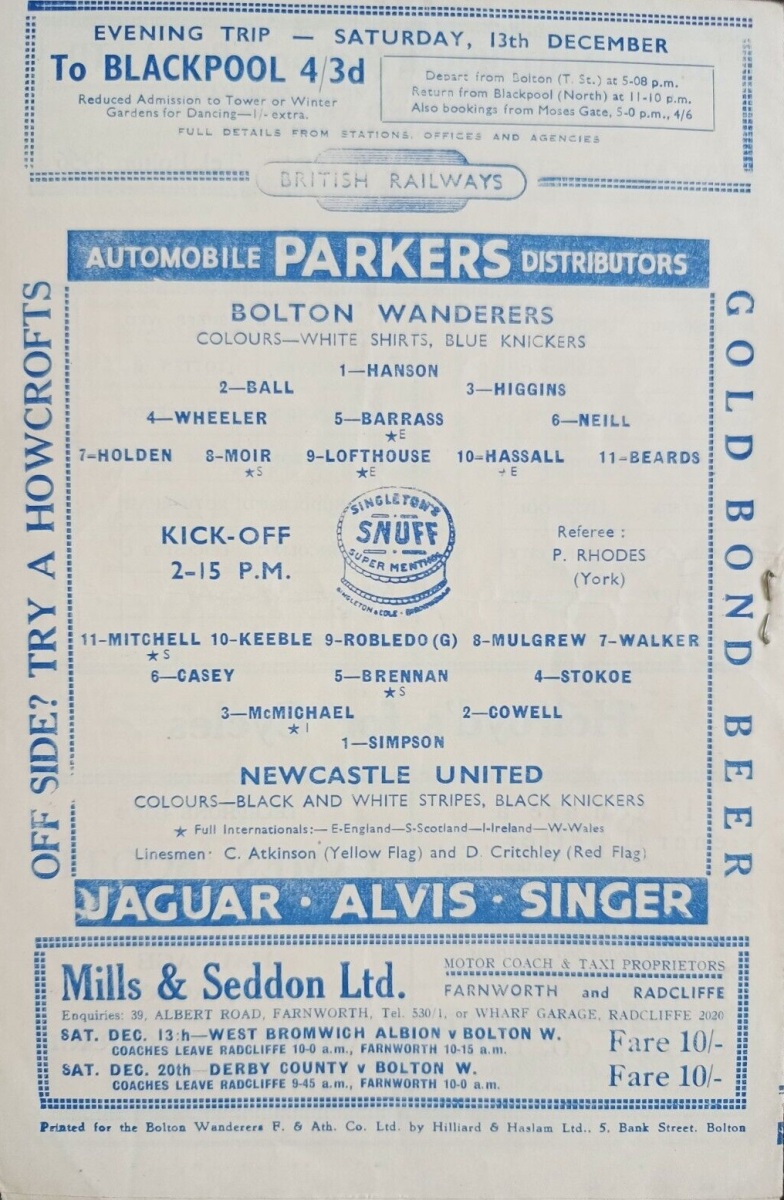 EVENING TRIP — SATURDAY, 13th DECEMBER
To BLACKPOOL 4/3d
Reduced Admission to Tower or Winter
Gardens for Dancing—1/- extra.
Depart from Bolton (T. St.) at 5-08 p.m.
Return from Blackpool (North) at 11-10 p.m.
Also bookings from Moses Gate, 5-0 p.m., 4/6
FULL DETAILS FROM STATIONS, OFFICES AND AGENCIES
BRITISH RAILWAYS
AUTOMOBILE PARKERS DISTRIBUTORS
OFF SIDE? TRY A HOWCROFTS
BOLTON WANDERERS
COLOURS—WHITE SHIRTS, BLUE KNICKERS
1—HANSON
2—BALL 3—HIGGINS
4—WHEELER 5—BARRASS 6—NEILL
★E
7-HOLDEN 8-MOIR 9-LOFTHOUSE 10-HASSALL 11-BEARDS
★S ★E ★E
KICK-OFF
2-15 P.M.
SINGLETON'S
SNUFF
SUPER MENTHOL
SINGLETON & COLE · BIRMINGHAM
Referee :
P. RHODES
(York)
11-MITCHELL 10-KEEBLE 9-ROBLEDO (G) 8-MULGREW 7-WALKER
★S
6—CASEY 5—BRENNAN 4—STOKOE
★S
3—McMICHAEL 2—COWELL
★I
1—SIMPSON
NEWCASTLE UNITED
COLOURS—BLACK AND WHITE STRIPES, BLACK KNICKERS
★ Full Internationals:— E-England—S-Scotland—I-Ireland—W-Wales
Linesmen: C. Atkinson (Yellow Flag) and D. Critchley (Red Flag)
GOLD BOND BEER
JAGUAR · ALVIS · SINGER
Mills & Seddon Ltd.
MOTOR COACH & TAXI PROPRIETORS
FARNWORTH and RADCLIFFE
Enquiries: 39, ALBERT ROAD, FARNWORTH, Tel. 530/1, or WHARF GARAGE, RADCLIFFE 2020
SAT. DEC. 13th—WEST BROMWICH ALBION v BOLTON W. Fare 10/-
COACHES LEAVE RADCLIFFE 10-0 a.m., FARNWORTH 10-15 a.m.
SAT. DEC. 20th—DERBY COUNTY v BOLTON W. Fare 10/-
COACHES LEAVE RADCLIFFE 9-45 a.m., FARNWORTH 10-0 a.m.
Printed for the Bolton Wanderers F. & Ath. Co. Ltd. by Hilliard & Haslam Ltd., 5, Bank Street, Bolton